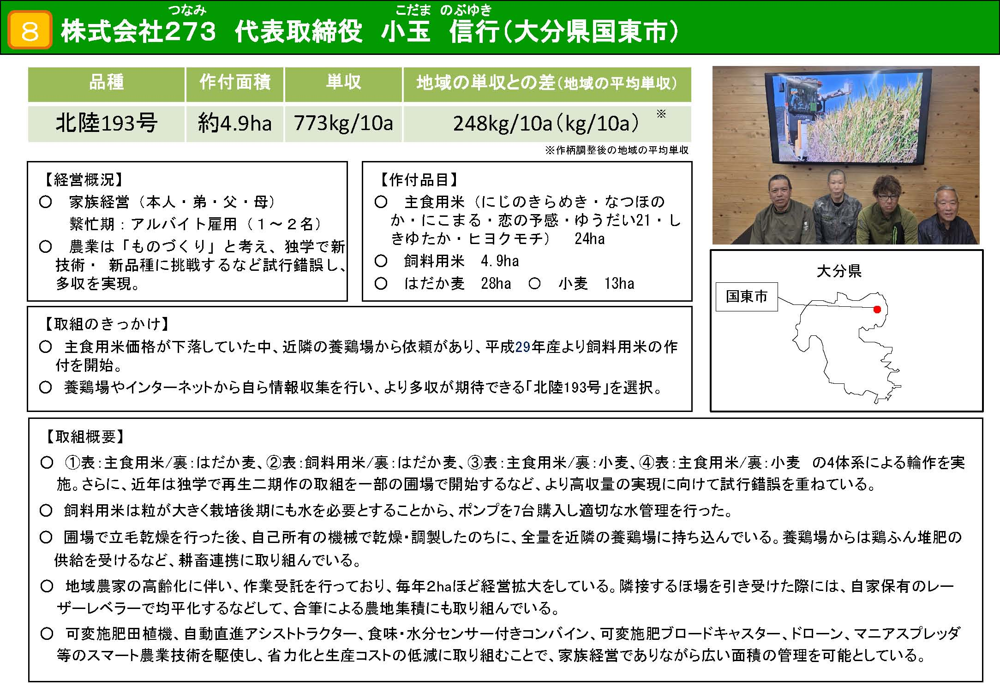 つなみ　こだま　のぶゆき
8　株式会社２７３　代表取締役　小玉　信行（大分県国東市）
品種　作付面積　単収　地域の単収との差（地域の平均単収）
北陸193号　約4.9ha　773kg/10a　248kg/10a（kg/10a）※
※作柄調整後の地域の平均単収
【経営概況】
〇　家族経営（本人・弟・父・母）
繫忙期：アルバイト雇用（１～２名）
〇　農業は「ものづくり」と考え、独学で新
技術・　新品種に挑戦するなど試行錯誤し、
多収を実現。
【作付品目】
〇　主食用米（にじのきらめき・なつほの
か・にこまる・恋の予感・ゆうだい21・し
きゆたか・ヒヨクモチ）　24ha
〇　飼料用米　4.9ha
〇　はだか麦　28ha　〇　小麦　13ha
大分県
国東市
【取組のきっかけ】
〇　主食用米価格が下落していた中、近隣の養鶏場から依頼があり、平成29年産より飼料用米の作
付を開始。
〇　養鶏場やインターネットから自ら情報収集を行い、より多収が期待できる「北陸193号」を選択。
【取組概要】
〇　①表：主食用米/裏：はだか麦、②表：飼料用米/裏：はだか麦、③表：主食用米/裏：小麦、④表：主食用米/裏：小麦　の4体系による輪作を実
施。さらに、近年は独学で再生二期作の取組を一部の圃場で開始するなど、より高収量の実現に向けて試行錯誤を重ねている。
〇　飼料用米は粒が大きく栽培後期にも水を必要とすることから、ポンプを7台購入し適切な水管理を行った。
〇　圃場で立毛乾燥を行った後、自己所有の機械で乾燥・調製したのちに、全量を近隣の養鶏場に持ち込んでいる。養鶏場からは鶏ふん堆肥の
供給を受けるなど、耕畜連携に取り組んでいる。
〇　地域農家の高齢化に伴い、作業受託を行っており、毎年２haほど経営拡大をしている。隣接するほ場を引き受けた際には、自家保有のレー
ザーレベラーで均平化するなどして、合筆による農地集積にも取り組んでいる。
〇　可変施肥田植機、自動直進アシストトラクター、食味・水分センサー付きコンバイン、可変施肥ブロードキャスター、ドローン、マニアスプレッダ
等のスマート農業技術を駆使し、省力化と生産コストの低減に取り組むことで、家族経営でありながら広い面積の管理を可能としている。